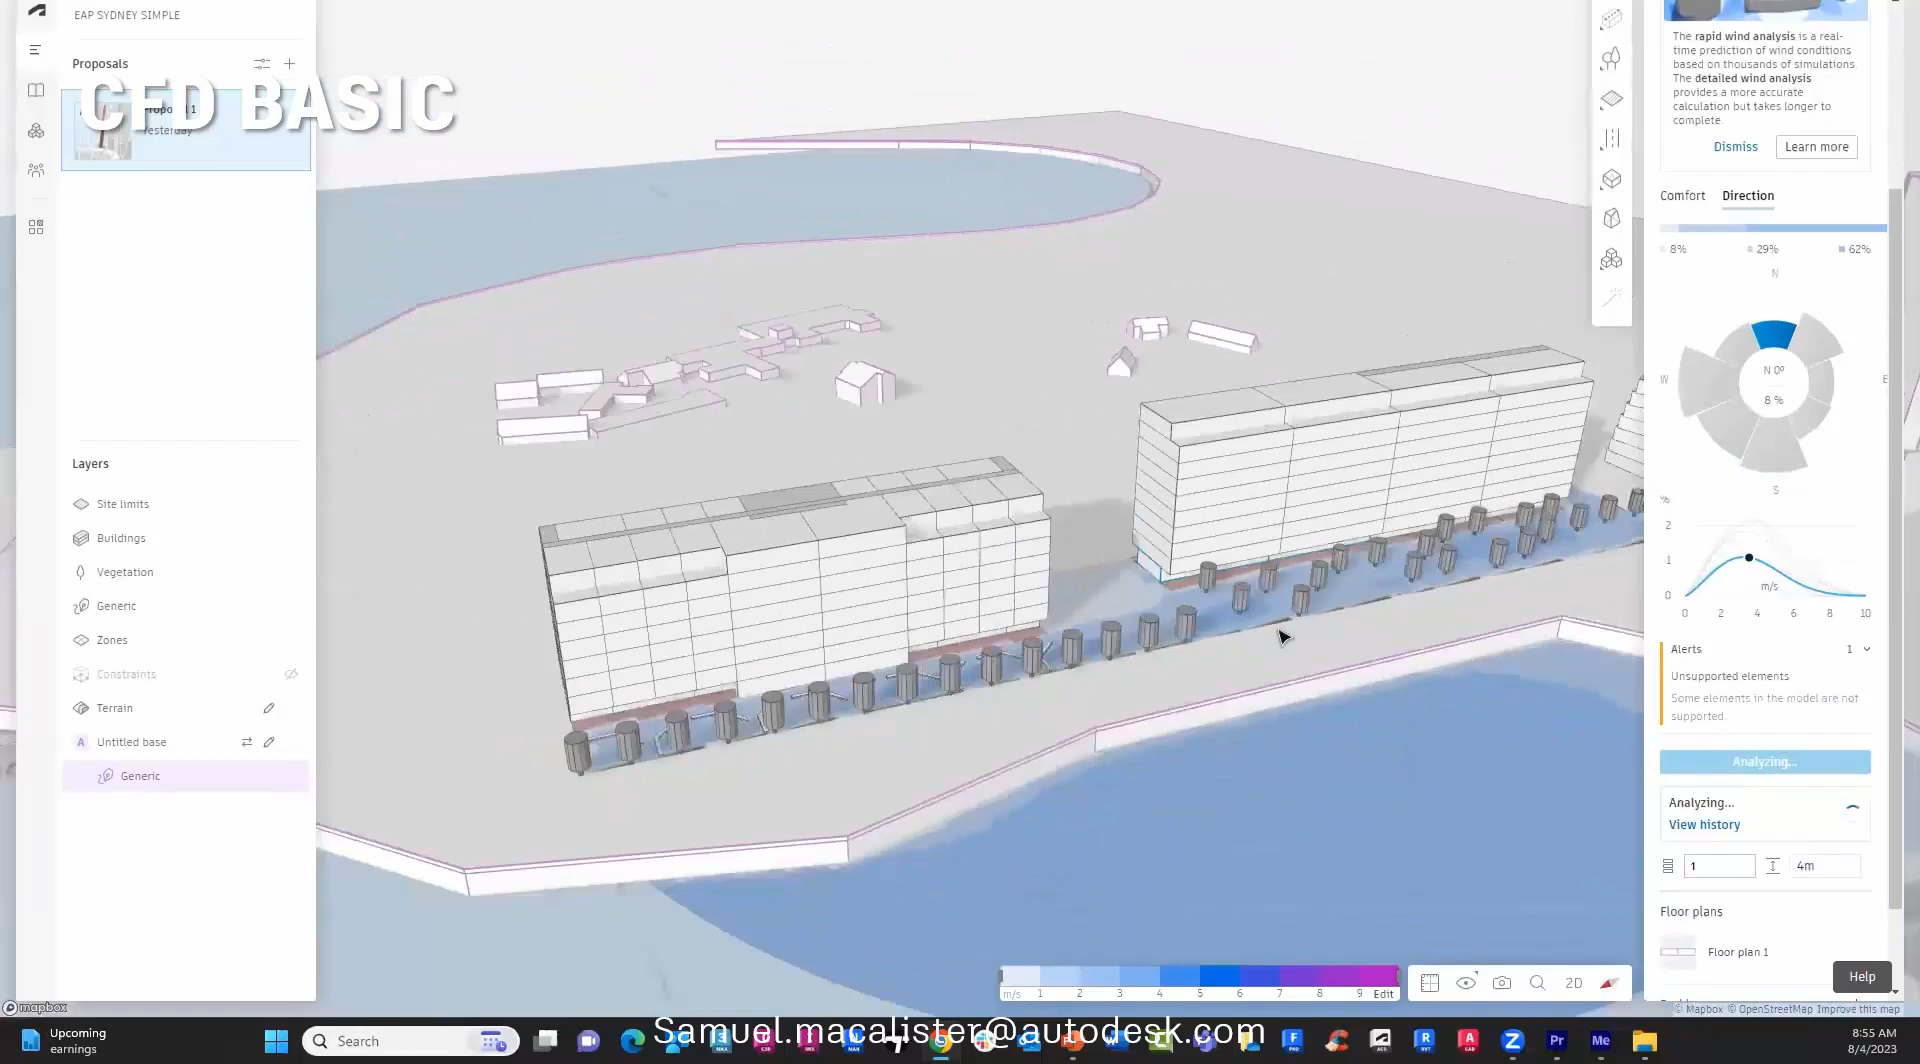 EAP SYDNEY SIMPLE
Proposals
CFD BASIC
Proposal 1
Yesterday
Layers
Site limits
Buildings
Vegetation
Generic
Zones
Constraints
Terrain
A Untitled base
Generic
mapbox
The rapid wind analysis is a real-
time prediction of wind conditions
based on thousands of simulations.
The detailed wind analysis
provides a more accurate
calculation but takes longer to
complete.
Dismiss
Learn more
Comfort Direction
8% 29% 62%
N
W
N 0°
8 %
E
S
%
2
1
0
m/s
0 2 4 6 8 10
Alerts 1
Unsupported elements
Some elements in the model are not
supported.
Analyzing...
Analyzing...
View history
1 4m
Floor plans
Floor plan 1
Help
m/s 1 2 3 4 5 6 7 8 9 Edit
2D
© Mapbox © OpenStreetMap Improve this map
Upcoming
earnings
Search
Samuel.macalister@autodesk.com
Pr
Me
8:55 AM
8/4/2023